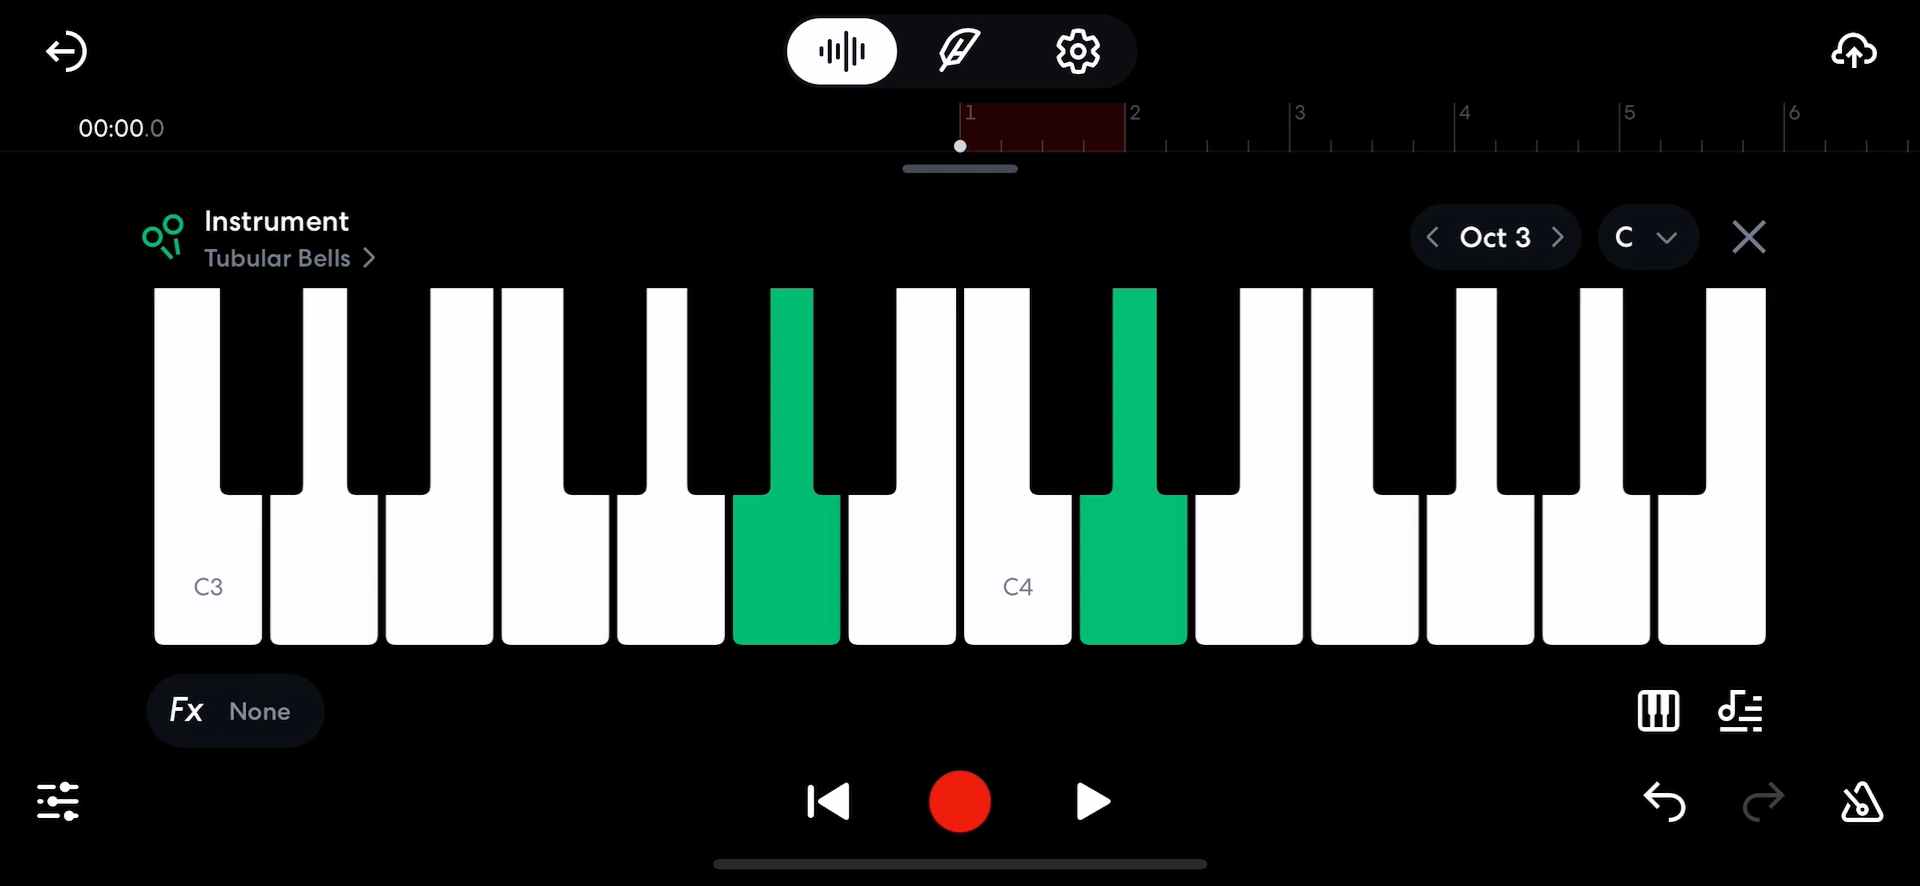 00:00.0
1 2 3 4 5 6
Instrument
Tubular Bells
Oct 3
C
C3
C4
Fx None